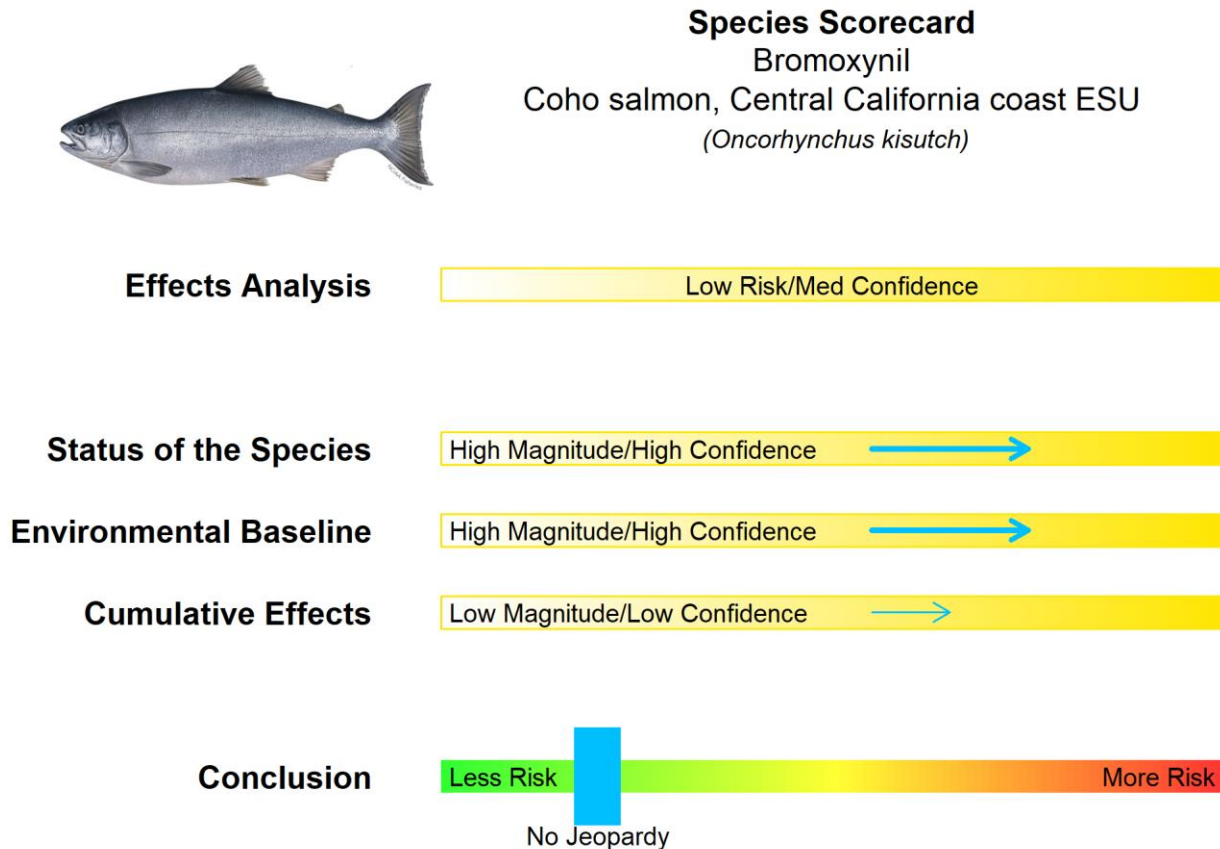 Species Scorecard
Bromoxynil
Coho salmon, Central California coast ESU
(Oncorhynchus kisutch)
NOAA Fisheries
Effects Analysis
Low Risk/Med Confidence
Status of the Species
High Magnitude/High Confidence
Environmental Baseline
High Magnitude/High Confidence
Cumulative Effects
Low Magnitude/Low Confidence
Conclusion
Less Risk
More Risk
No Jeopardy